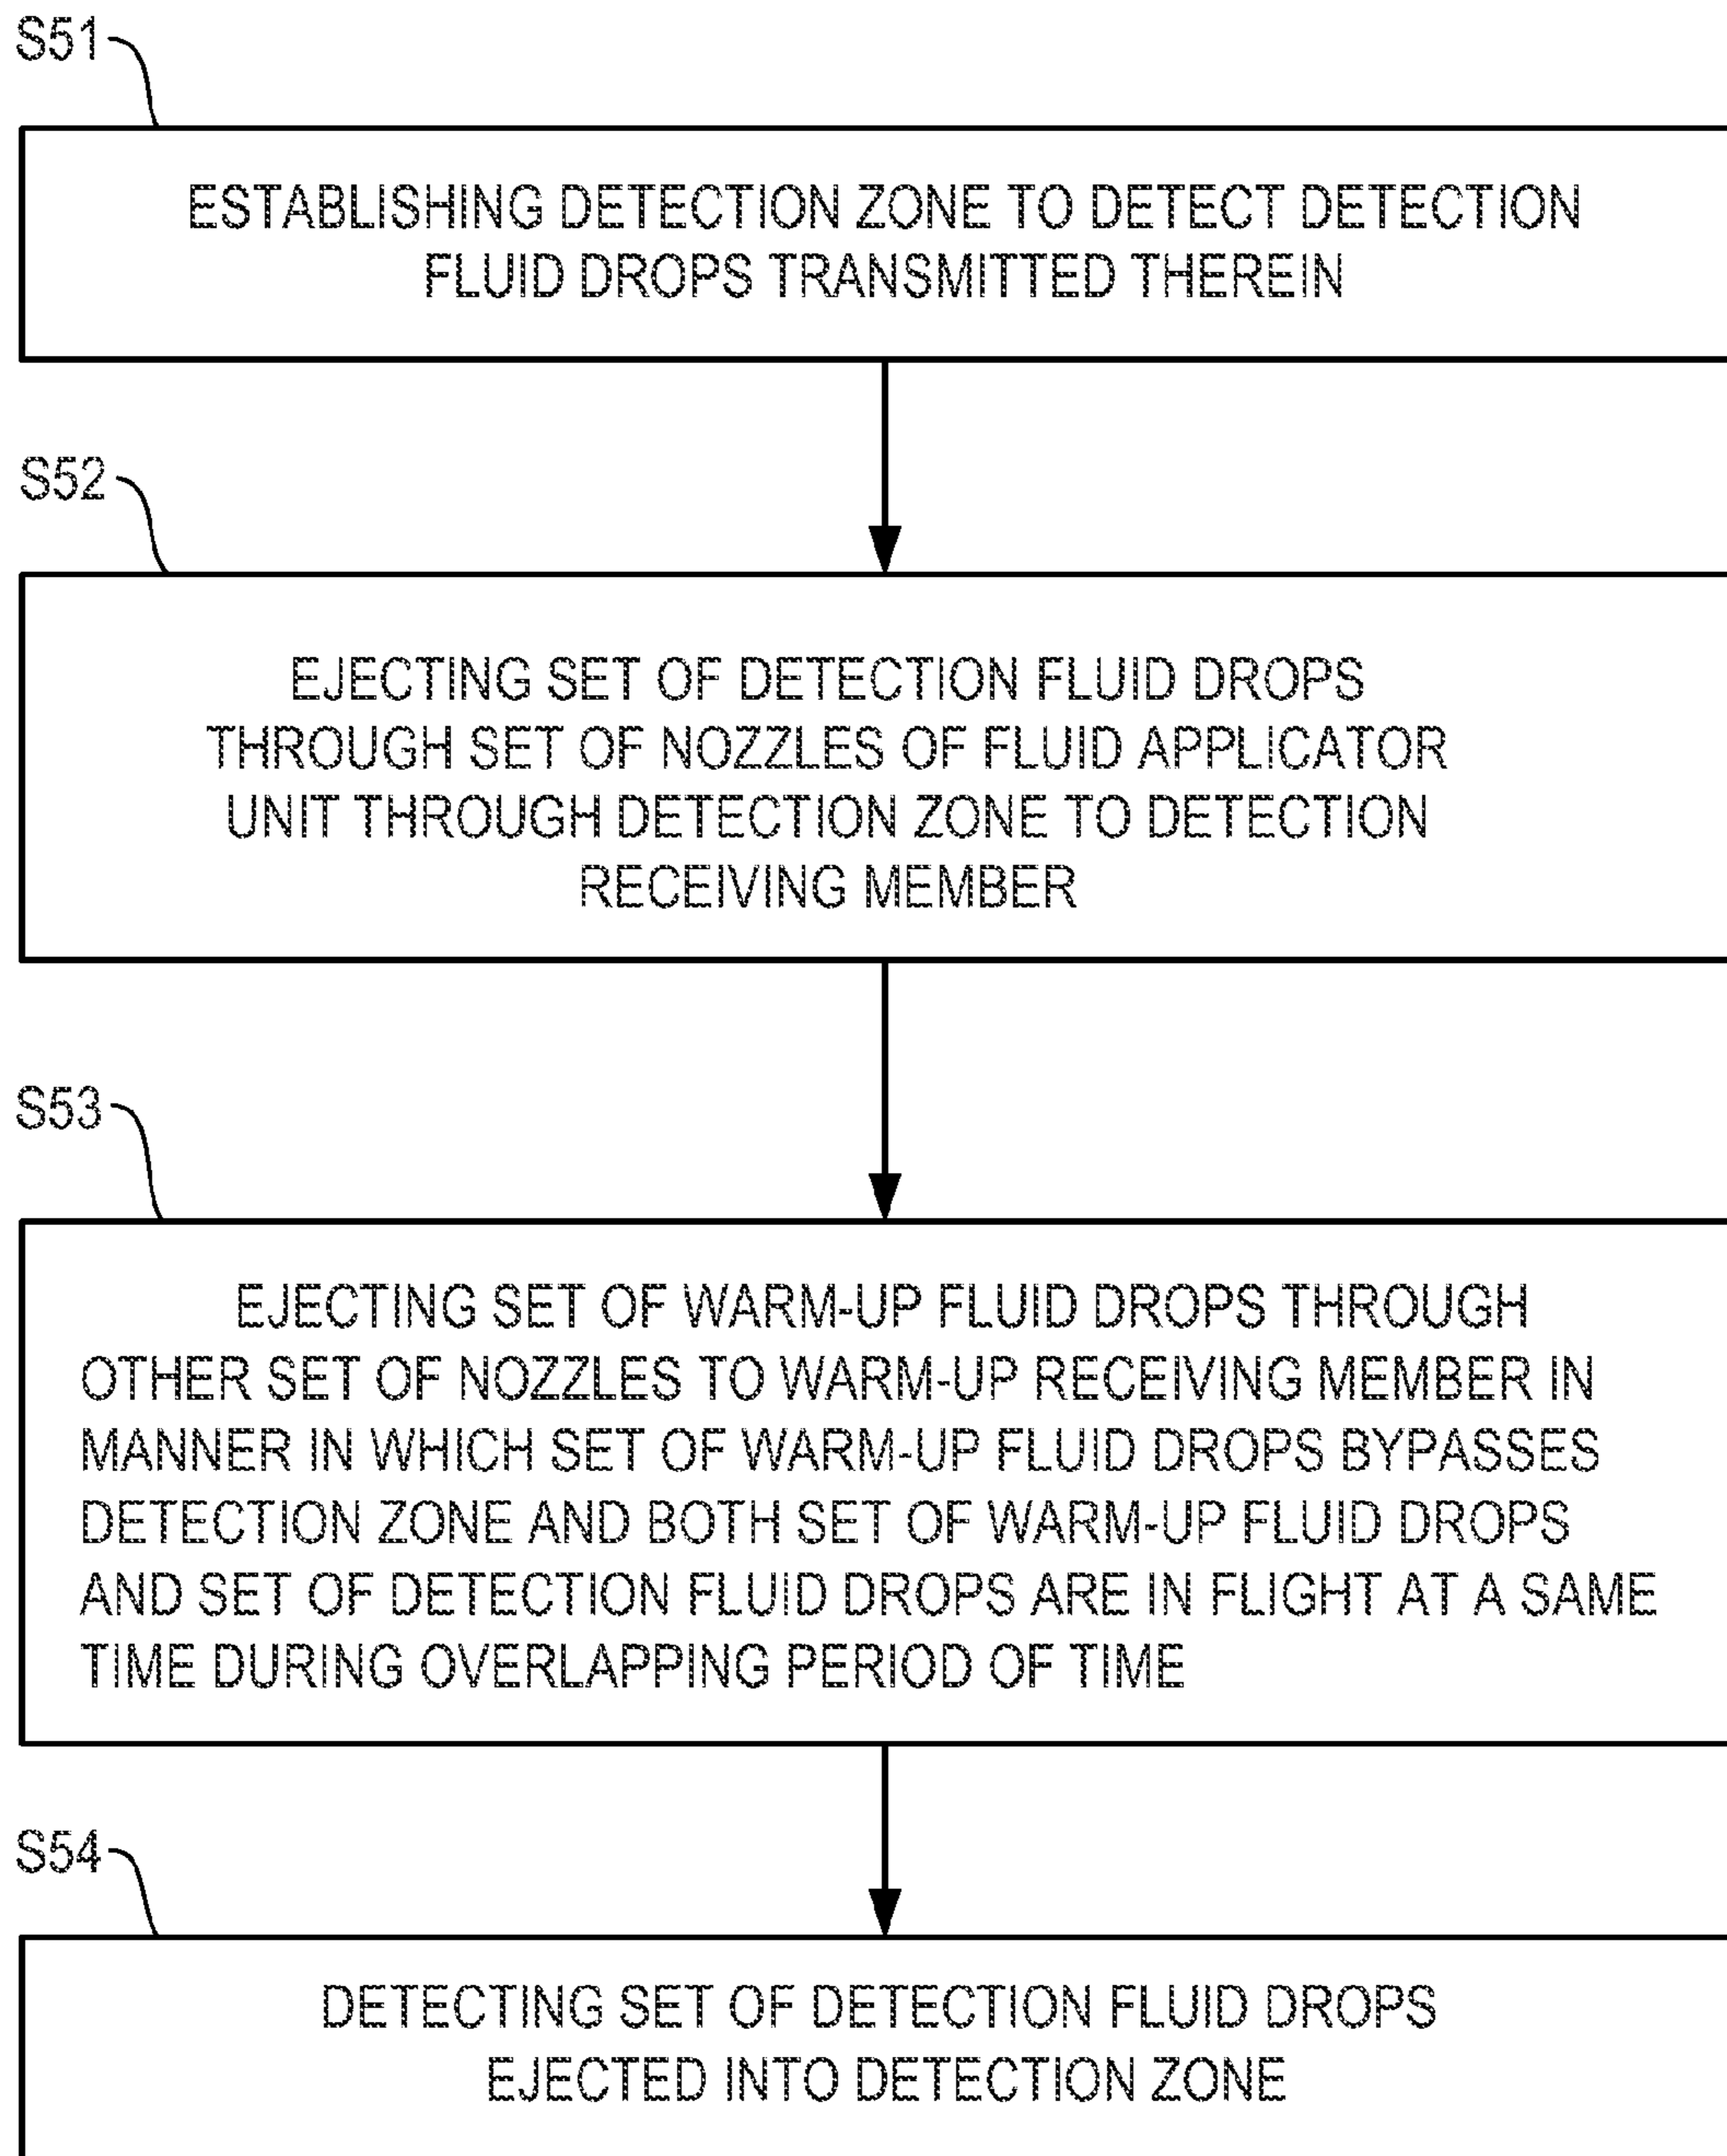 S51
ESTABLISHING DETECTION ZONE TO DETECT DETECTION
FLUID DROPS TRANSMITTED THEREIN
S52
EJECTING SET OF DETECTION FLUID DROPS
THROUGH SET OF NOZZLES OF FLUID APPLICATOR
UNIT THROUGH DETECTION ZONE TO DETECTION
RECEIVING MEMBER
S53
EJECTING SET OF WARM-UP FLUID DROPS THROUGH
OTHER SET OF NOZZLES TO WARM-UP RECEIVING MEMBER IN
MANNER IN WHICH SET OF WARM-UP FLUID DROPS BYPASSES
DETECTION ZONE AND BOTH SET OF WARM-UP FLUID DROPS
AND SET OF DETECTION FLUID DROPS ARE IN FLIGHT AT A SAME
TIME DURING OVERLAPPING PERIOD OF TIME
S54
DETECTING SET OF DETECTION FLUID DROPS
EJECTED INTO DETECTION ZONE